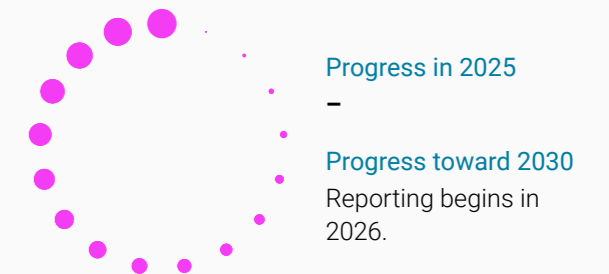 Progress in 2025
–
Progress toward 2030
Reporting begins in
2026.